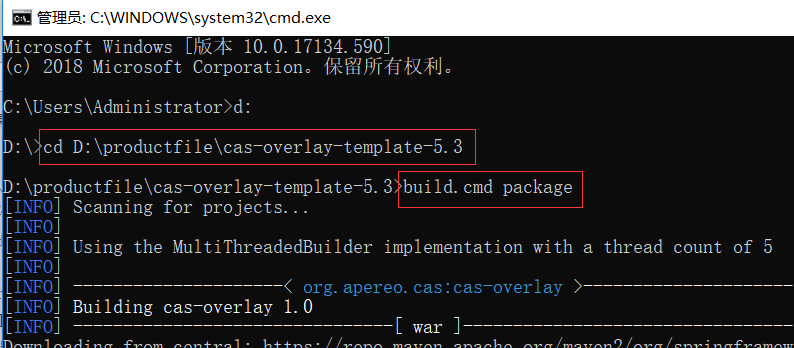 管理员: C:\WINDOWS\system32\cmd.exe
Microsoft Windows [版本 10.0.17134.590]
(c) 2018 Microsoft Corporation。保留所有权利。
C:\Users\Administrator>d:
D:\>cd D:\productfile\cas-overlay-template-5.3
D:\productfile\cas-overlay-template-5.3>build.cmd package
[INFO] Scanning for projects...
[INFO]
[INFO] Using the MultiThreadedBuilder implementation with a thread count of 5
[INFO]
[INFO] ---------------------< org.apereo.cas:cas-overlay >---------------------
[INFO] Building cas-overlay 1.0
[INFO] --------------------------------[ war ]---------------------------------
Downloading from central: https://repo.maven.apache.org/maven2/org/springframew